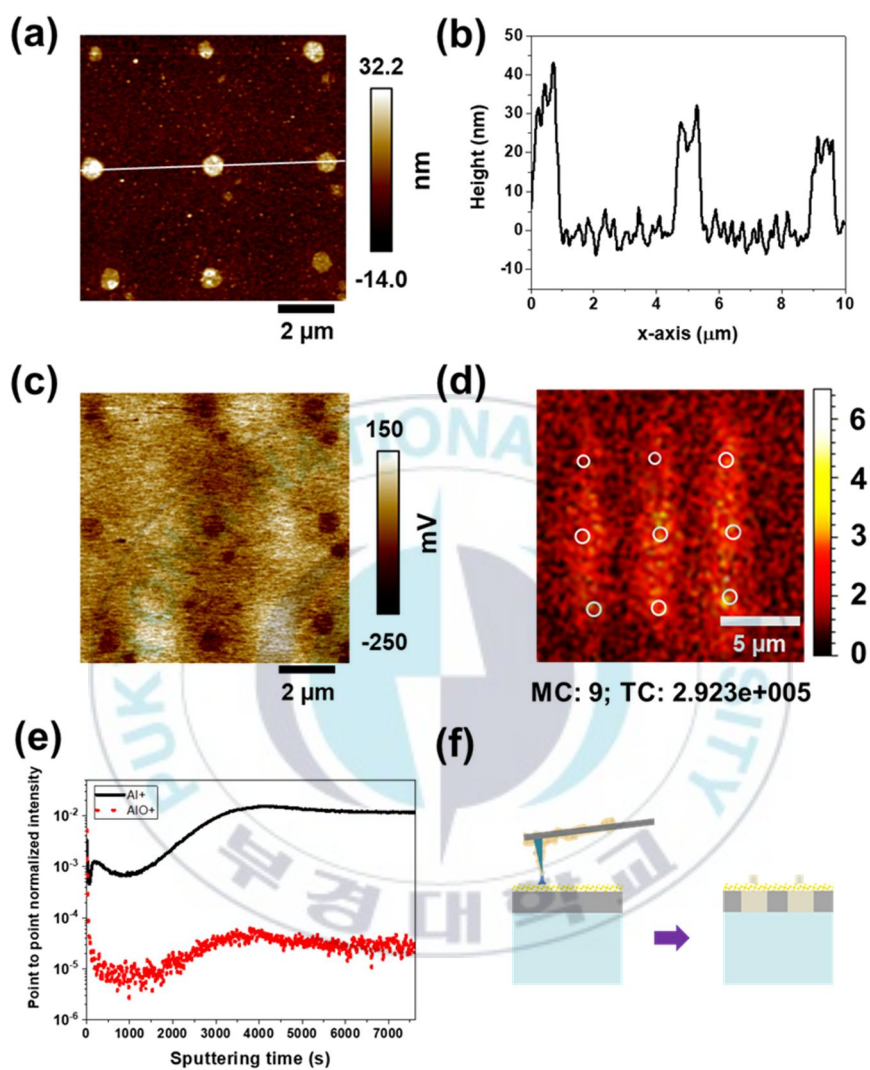 (a)
32.2
nm
-14.0
2 µm
(b)
50
40
30
20
10
0
-10
Height (nm)
0
2
4
6
8
10
x-axis (µm)
(c)
150
mV
-250
2 µm
(d)
6
4
3
2
0
5 µm
MC: 9; TC: 2.923e+005
(e)
Point to point normalized intensity
Al+
AlO+
10-2
10-3
10-4
10-5
10-6
0
1000
2000
3000
4000
5000
6000
7000
Sputtering time (s)
(f)
부경대학교